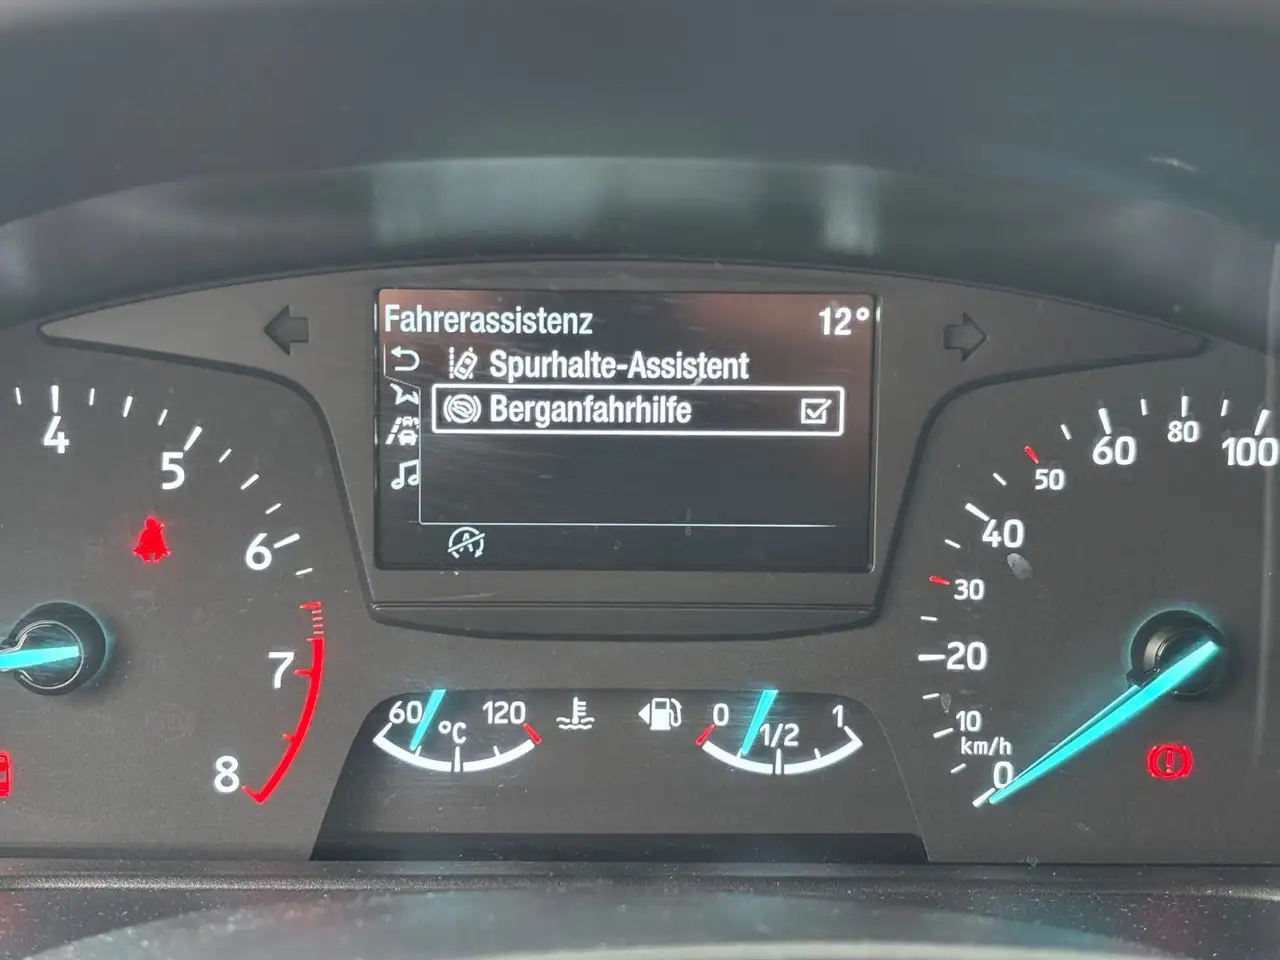 Fahrerassistenz 12°
Spurhalte-Assistent
Berganfahrhilfe
4
5
6
7
8
60 °C 120
0 1/2 1
0
km/h
10
20
30
40
50
60
80
100